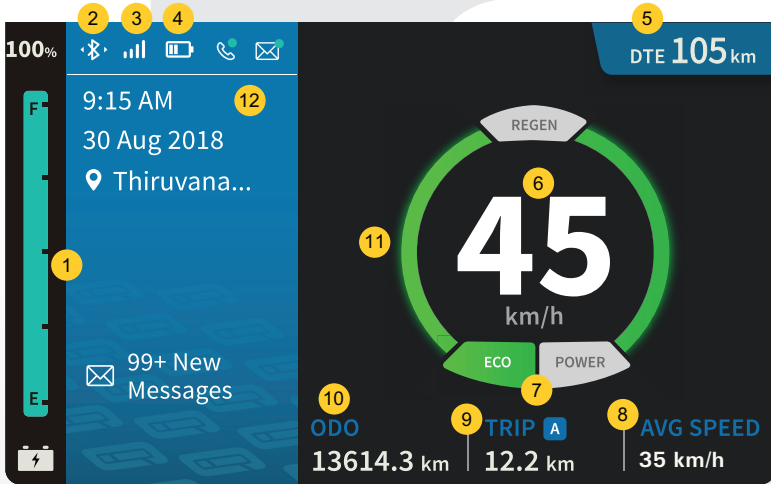 2
3
4
5
100%
DTE 105 km
F
9:15 AM
12
30 Aug 2018
Thiruvana...
REGEN
6
45
km/h
11
1
99+ New
Messages
E
ECO
POWER
7
10
9
8
ODO
TRIP A
AVG SPEED
13614.3 km
12.2 km
35 km/h